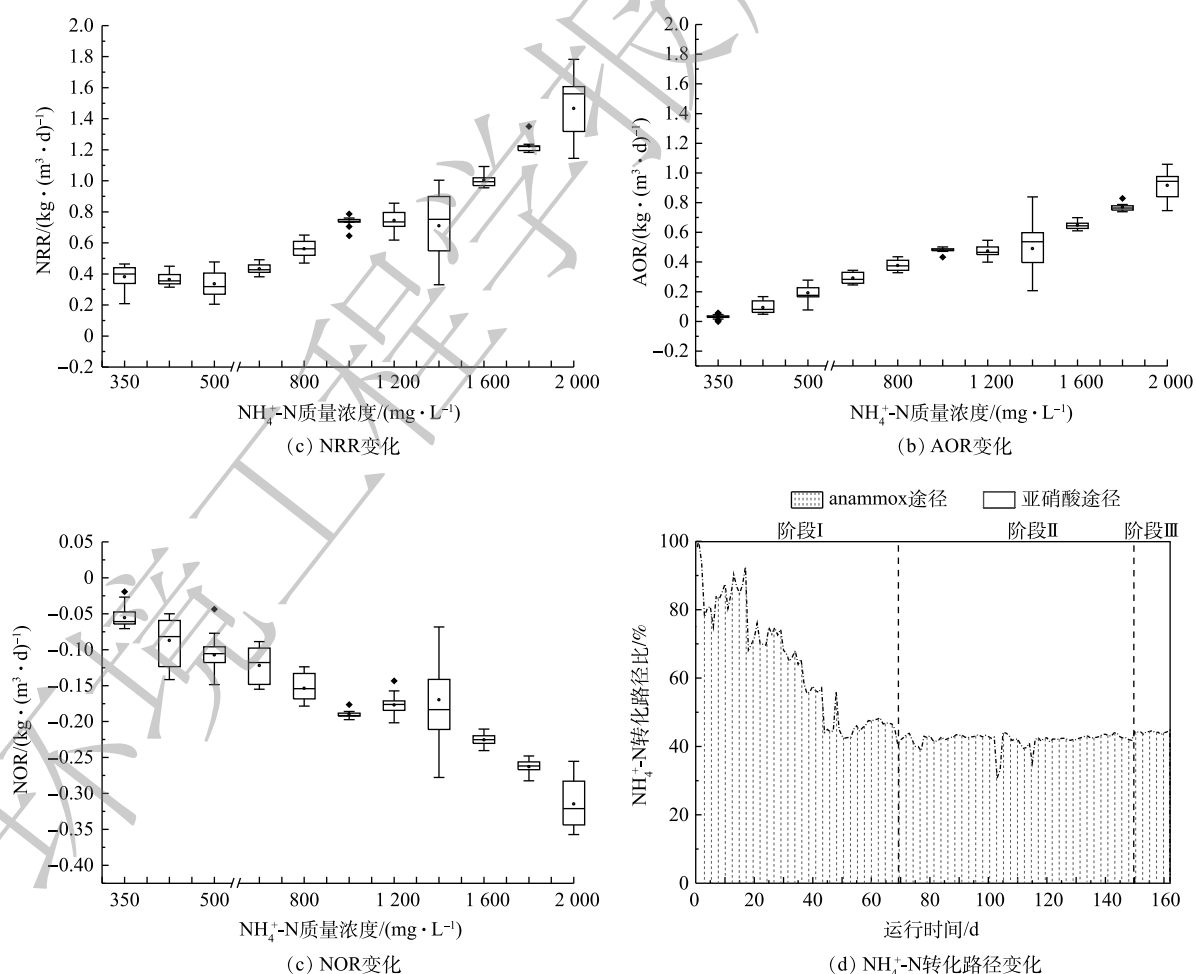 2.0
1.8
1.6
1.4
1.2
1.0
0.8
0.6
0.4
0.2
0
−0.2
NRR/(kg·(m³·d)⁻¹)
350 500 800 1 200 1 600 2 000
NH₄⁺-N质量浓度/(mg·L⁻¹)
(c) NRR变化
2.0
1.8
1.6
1.4
1.2
1.0
0.8
0.6
0.4
0.2
0
−0.2
AOR/(kg·(m³·d)⁻¹)
350 500 800 1 200 1 600 2 000
NH₄⁺-N质量浓度/(mg·L⁻¹)
(b) AOR变化
0.05
0
−0.05
−0.10
−0.15
−0.20
−0.25
−0.30
−0.35
−0.40
NOR/(kg·(m³·d)⁻¹)
350 500 800 1 200 1 600 2 000
NH₄⁺-N质量浓度/(mg·L⁻¹)
(c) NOR变化
anammox途径 亚硝酸途径
阶段Ⅰ 阶段Ⅱ 阶段Ⅲ
100
80
60
40
20
0
NH₄⁺-N转化路径比/%
0 20 40 60 80 100 120 140 160
运行时间/d
(d) NH₄⁺-N转化路径变化
环境工程学报